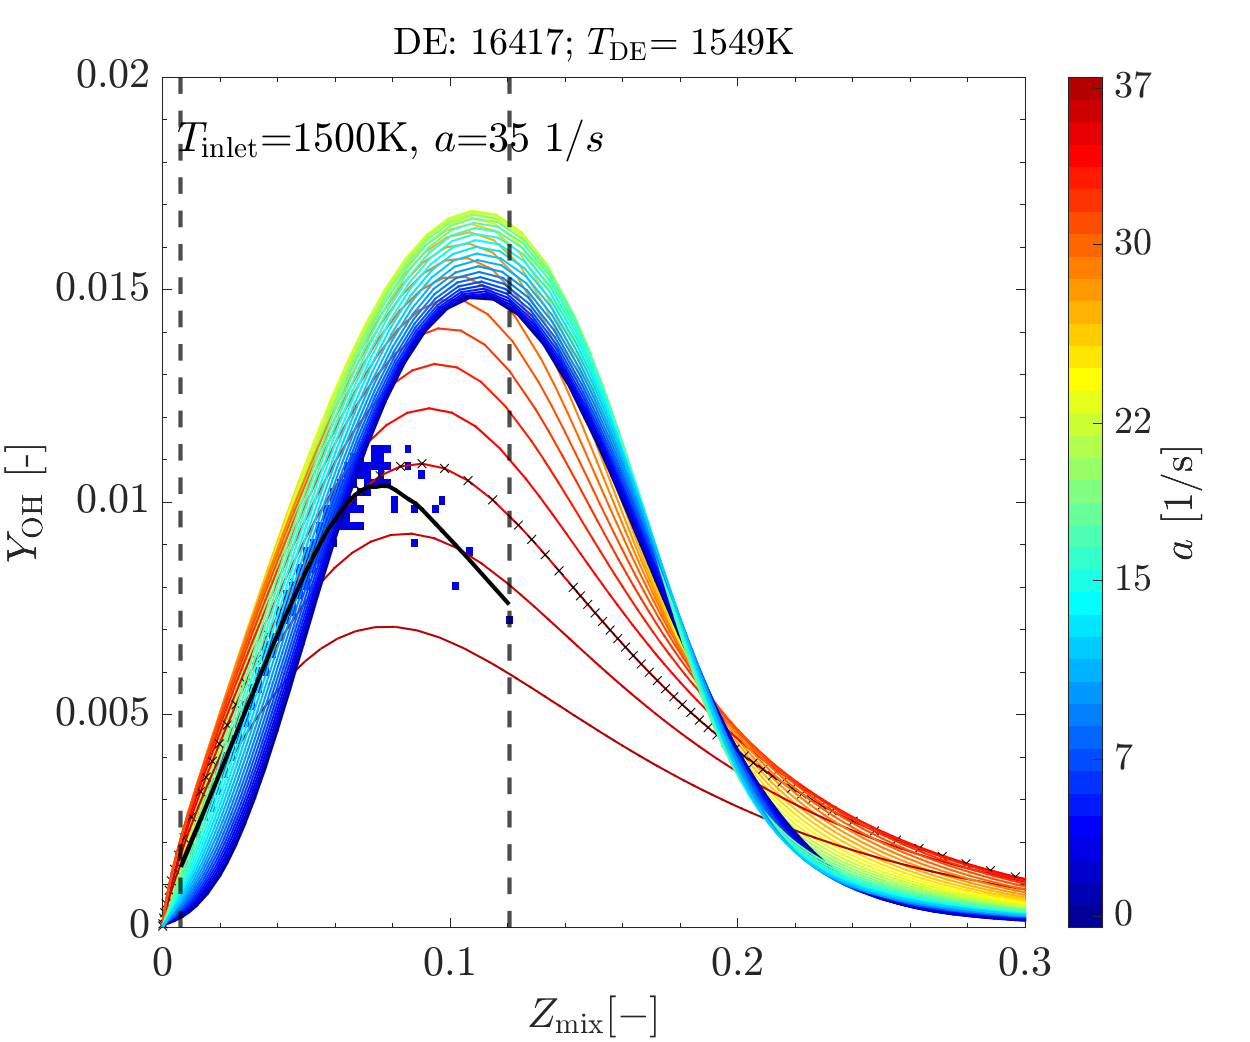 DE: 16417; T_DE= 1549K
T_inlet=1500K, a=35 1/s
0.02
0.015
0.01
0.005
0
Y_OH [-]
0 0.1 0.2 0.3
Z_mix[−]
37
30
22
15
7
0
a [1/s]